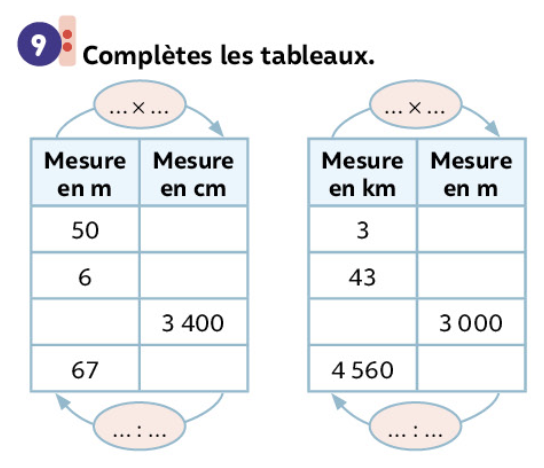 9 Complètes les tableaux.
... × ...
Mesure en m Mesure en cm
50
6
3 400
67
... : ...
... × ...
Mesure en km Mesure en m
3
43
3 000
4 560
... : ...